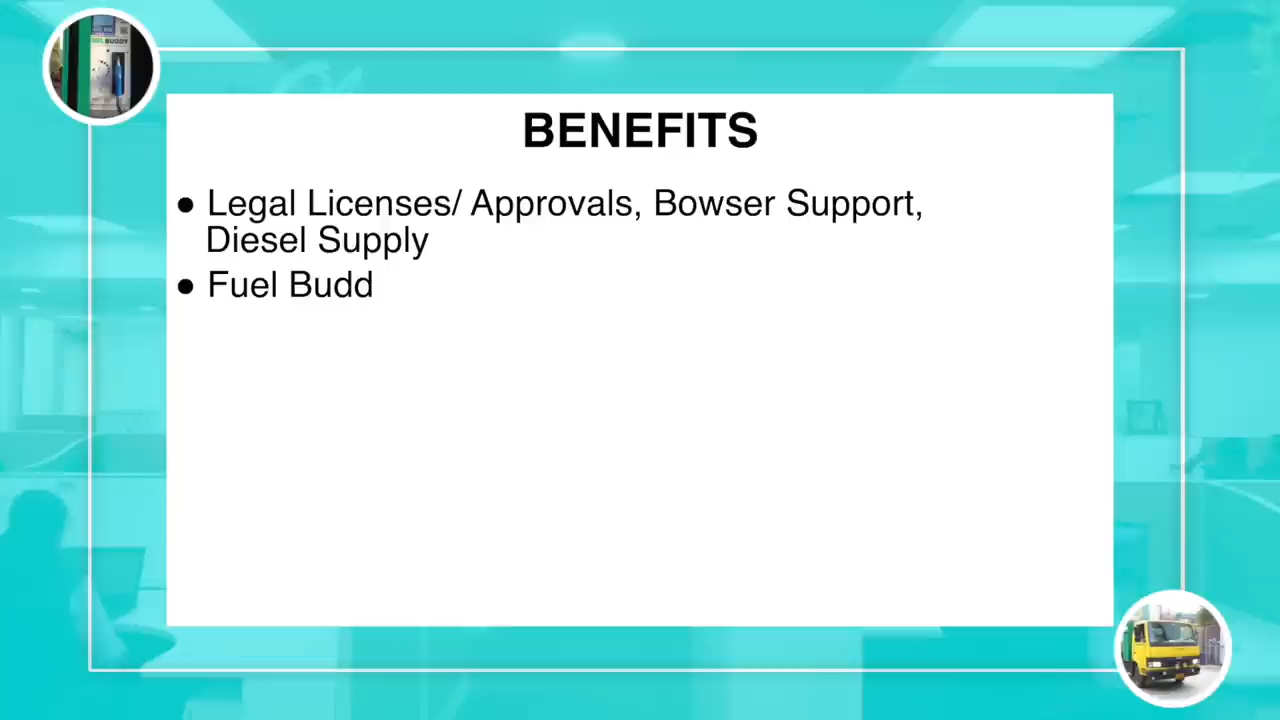 BENEFITS
● Legal Licenses/ Approvals, Bowser Support,
Diesel Supply
● Fuel Budd